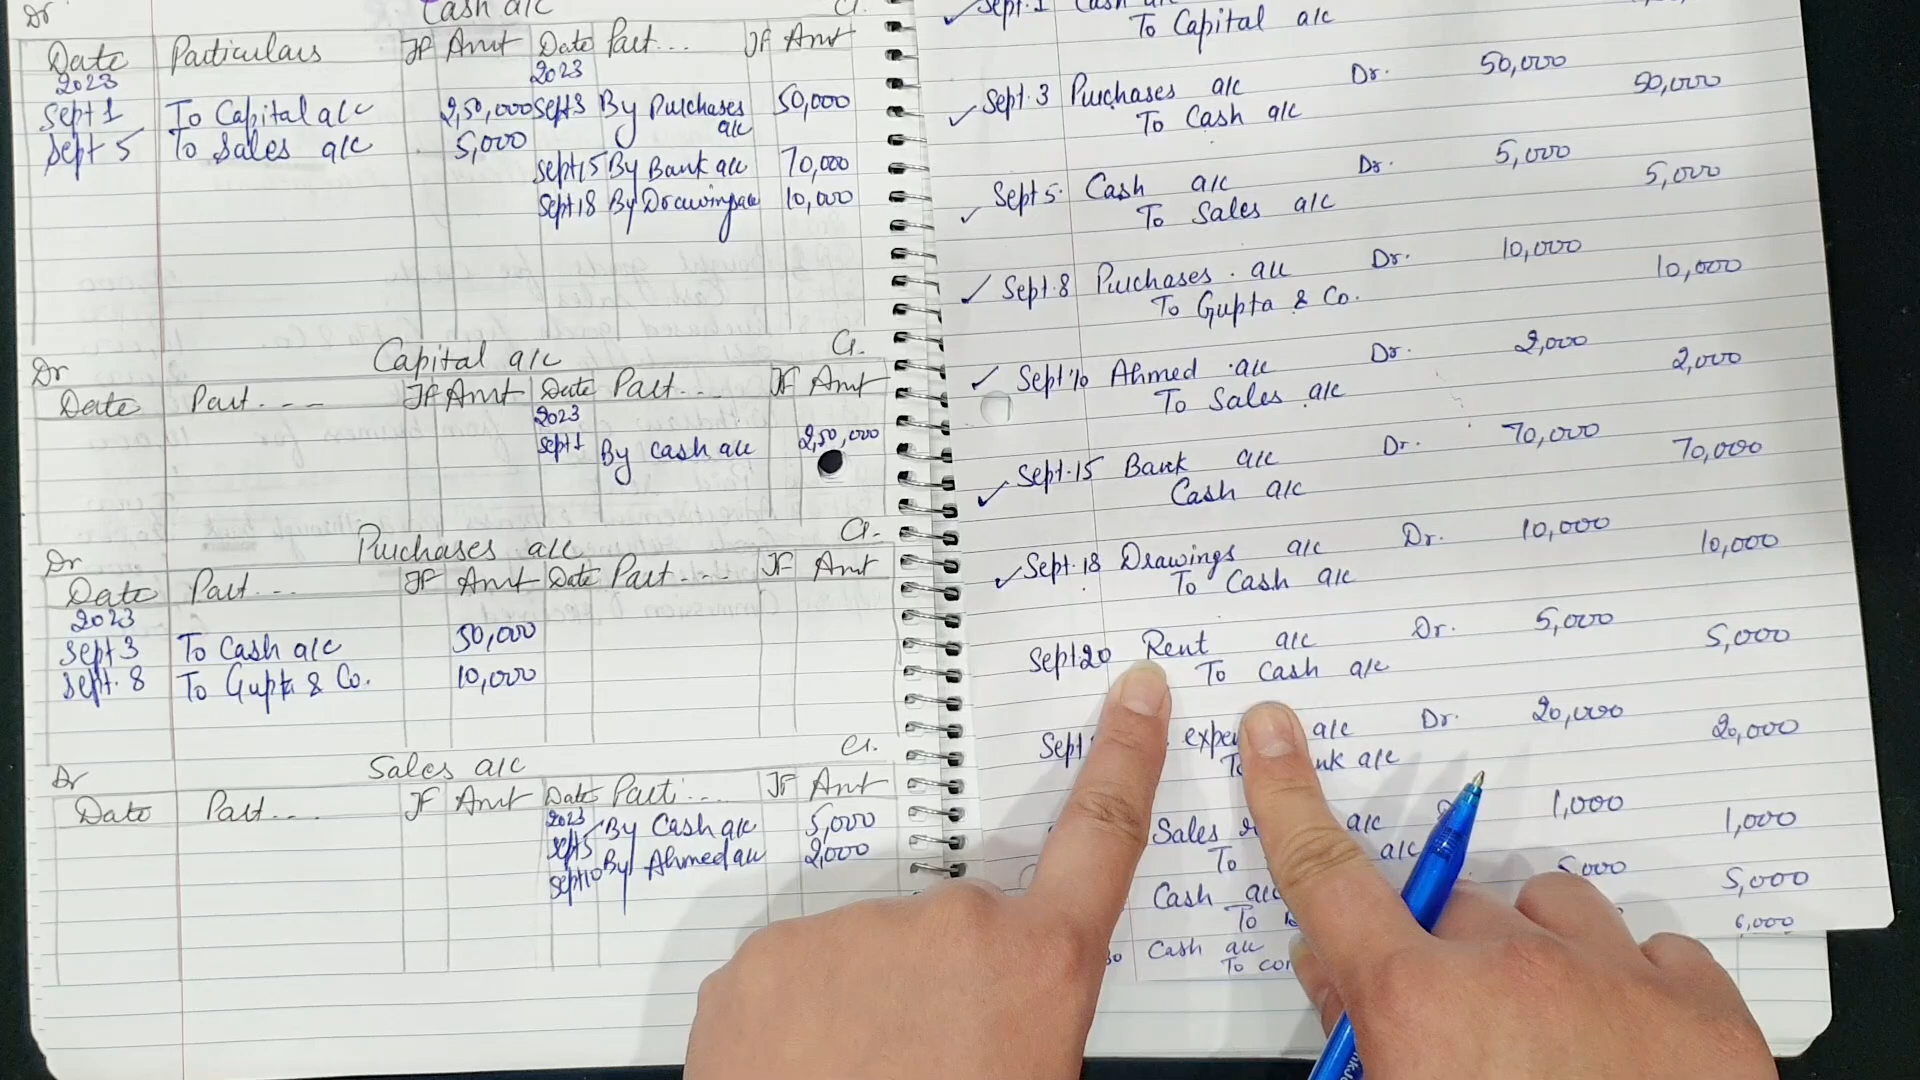 Cash a/c
Dr
Cr.
Date Particulars JF Amt Date Part... JF Amt
2023 2023
Sept 1 To Capital a/c 2,50,000 Sept 3 By Purchases a/c 50,000
Sept 5 To Sales a/c 5,000
Sept 15 By Bank a/c 70,000
Sept 18 By Drawings a/c 10,000
Dr Capital a/c Cr.
Date Part... JF Amt Date Part... JF Amt
2023
Sept 1 By Cash a/c 2,50,000
Dr Purchases a/c Cr.
Date Part... JF Amt Date Part... JF Amt
2023
Sept 3 To Cash a/c 50,000
Sept. 8 To Gupta & Co. 10,000
Dr Sales a/c Cr.
Date Part... JF Amt Date Parti... JF Amt
2023
Sept 5 By Cash a/c 5,000
Sept 10 By Ahmed a/c 2,000
Sept. 1 Cash a/c
To Capital a/c
Sept. 3 Purchases a/c Dr. 50,000
To Cash a/c 50,000
Sept 5. Cash a/c Dr. 5,000
To Sales a/c 5,000
Sept. 8 Purchases a/c Dr. 10,000
To Gupta & Co. 10,000
Sept 10 Ahmed a/c Dr. 2,000
To Sales a/c 2,000
Sept. 15 Bank a/c Dr. 70,000
Cash a/c 70,000
Sept. 18 Drawings a/c Dr. 10,000
To Cash a/c 10,000
Sept. 20 Rent a/c Dr. 5,000
To Cash a/c 5,000
Sept a/c Dr. 20,000
a/c 20,000
Sales a/c 1,000
To a/c 1,000
Cash a/c 5,000
To 5,000
Cash a/c
To 6,000